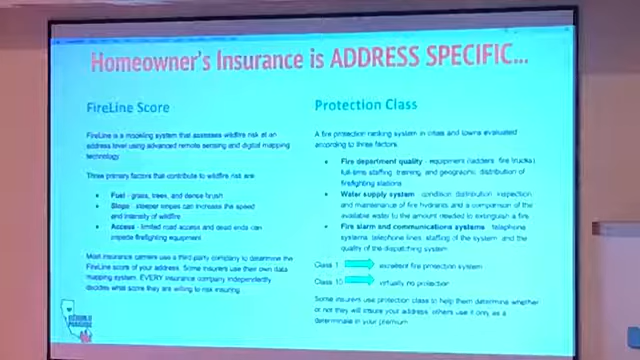 Homeowner's Insurance is ADDRESS SPECIFIC...
FireLine Score
FireLine is a modeling system that assesses wildfire risk at an
address level using advanced remote sensing and digital mapping
technology.
Three primary factors that contribute to wildfire risk are:
• Fuel - grass, trees, and dense brush
• Slope - steeper slopes can increase the speed
and intensity of wildfire
• Access - limited road access and dead ends can
impede firefighting equipment
Most insurance carriers use a third party company to determine the
FireLine score of your address. Some insurers use their own data
mapping system. EVERY insurance company independently
decides what score they are willing to risk insuring
Protection Class
A fire protection ranking system in cities and towns evaluated
according to three factors
• Fire department quality - equipment (ladders, fire trucks)
full-time staffing, training, and geographic distribution of
firefighting stations
• Water supply system - condition, distribution, inspection
and maintenance of fire hydrants and a comparison of the
available water to the amount needed to extinguish a fire
• Fire alarm and communications systems - telephone
systems, telephone lines, staffing of the system, and the
quality of the dispatching system
Class 1 excellent fire protection system
Class 10 virtually no protection
Some insurers use protection class to help them determine whether
or not they will insure your address, others use it only as a
determinate in your premium